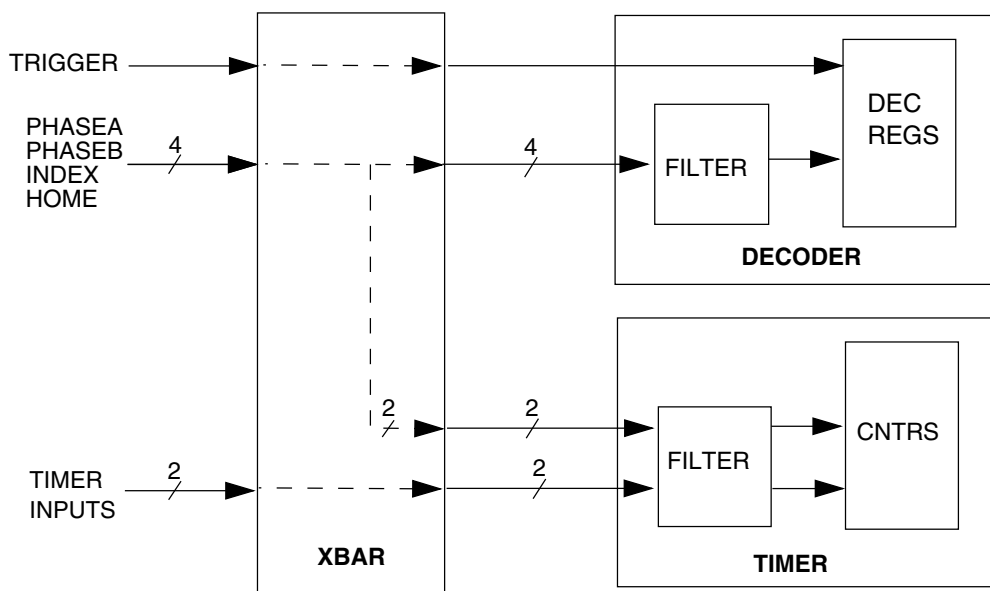 TRIGGER
PHASEA
PHASEB
INDEX
HOME
4
4
FILTER
DEC
REGS
DECODER
2
2
FILTER
CNTRS
TIMER
INPUTS
2
2
XBAR
TIMER